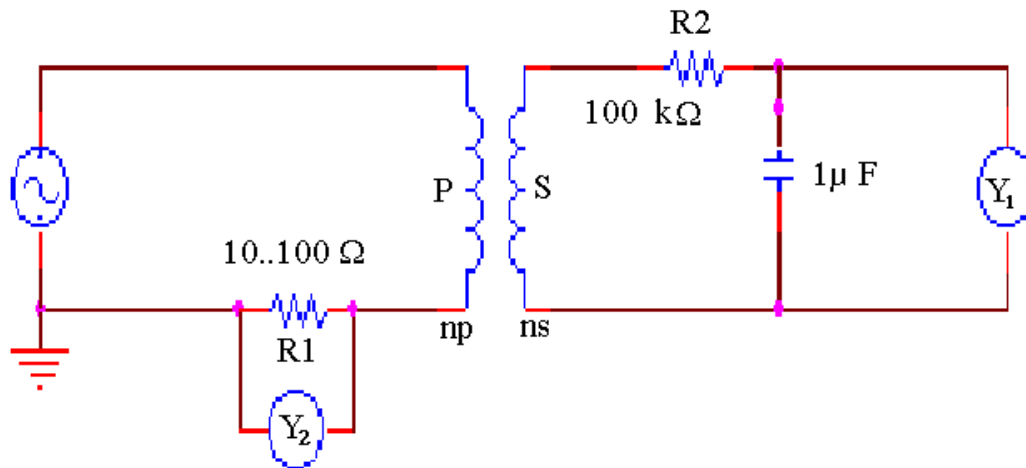 R2
100 kΩ
P
S
1µ F
Y₁
10..100 Ω
np
ns
R1
Y₂